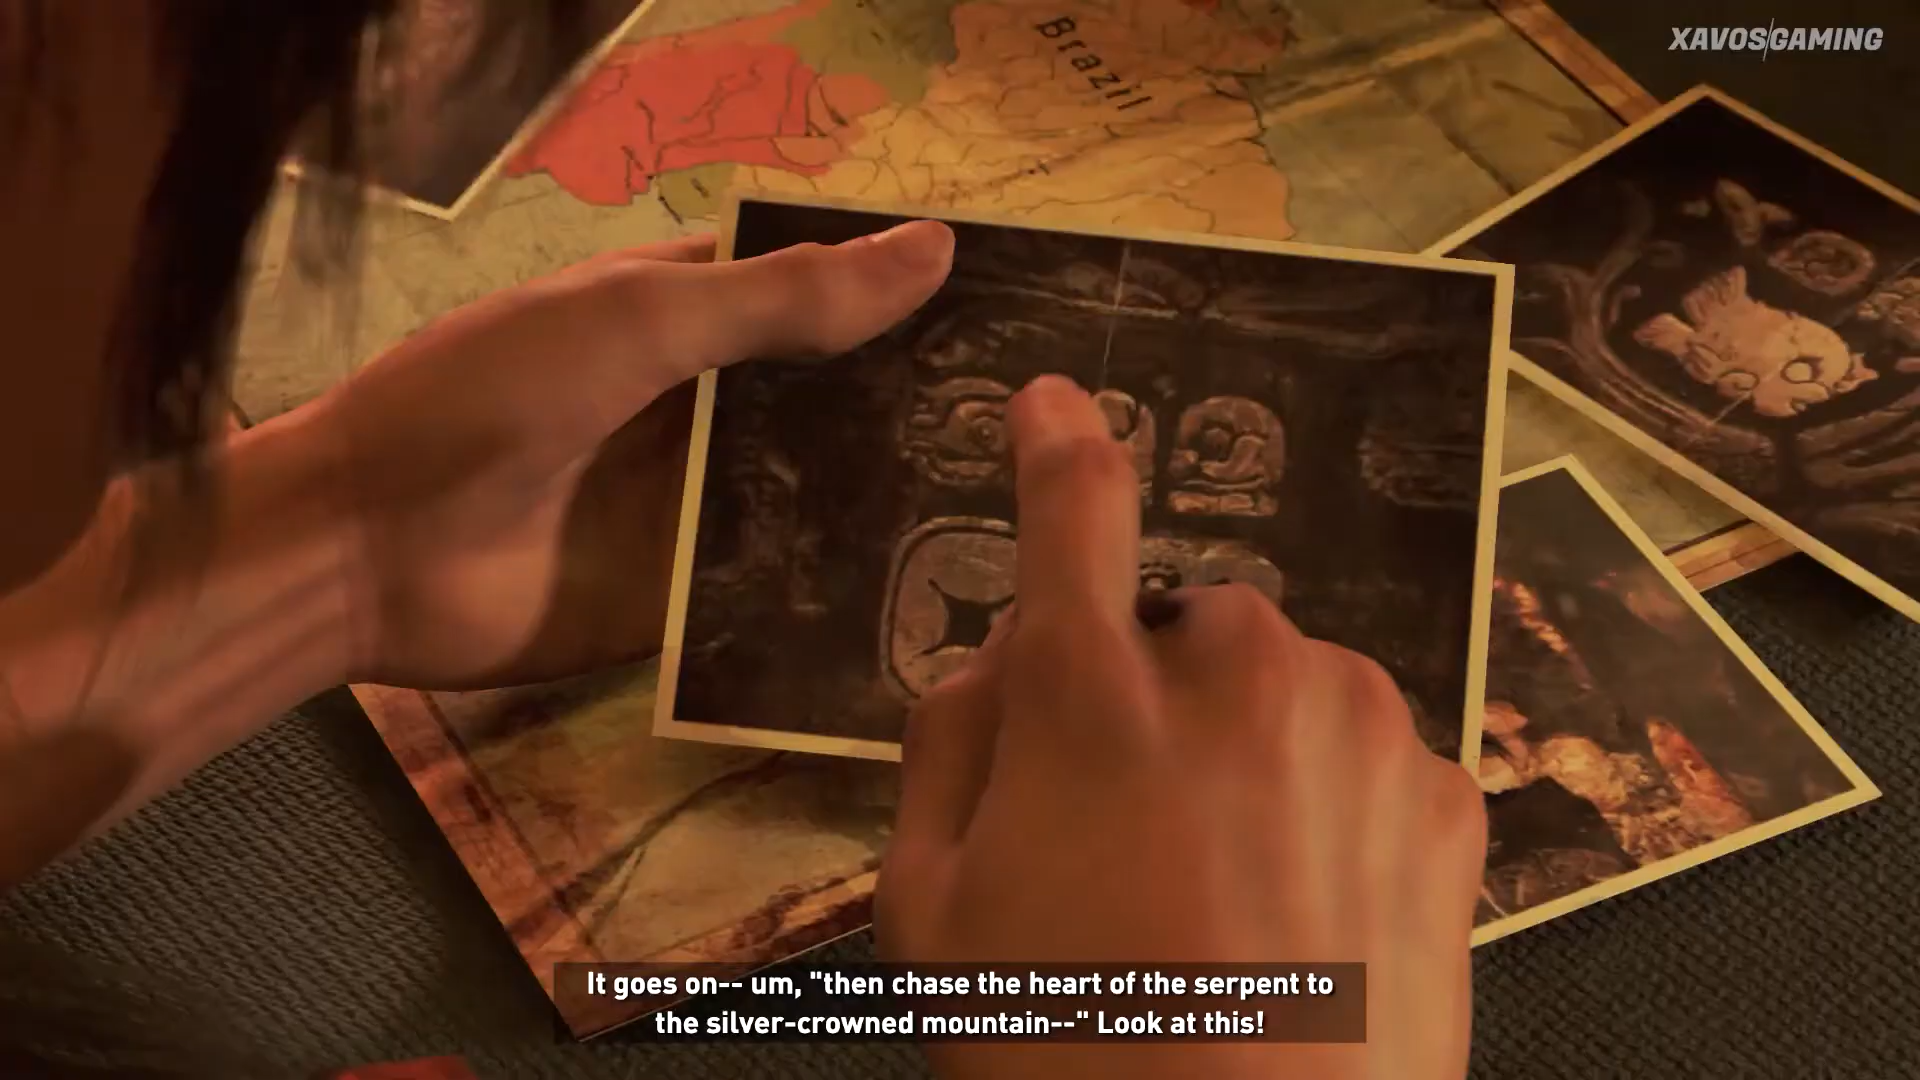 XAVOS GAMING
Brazil
It goes on-- um, "then chase the heart of the serpent to
the silver-crowned mountain--" Look at this!